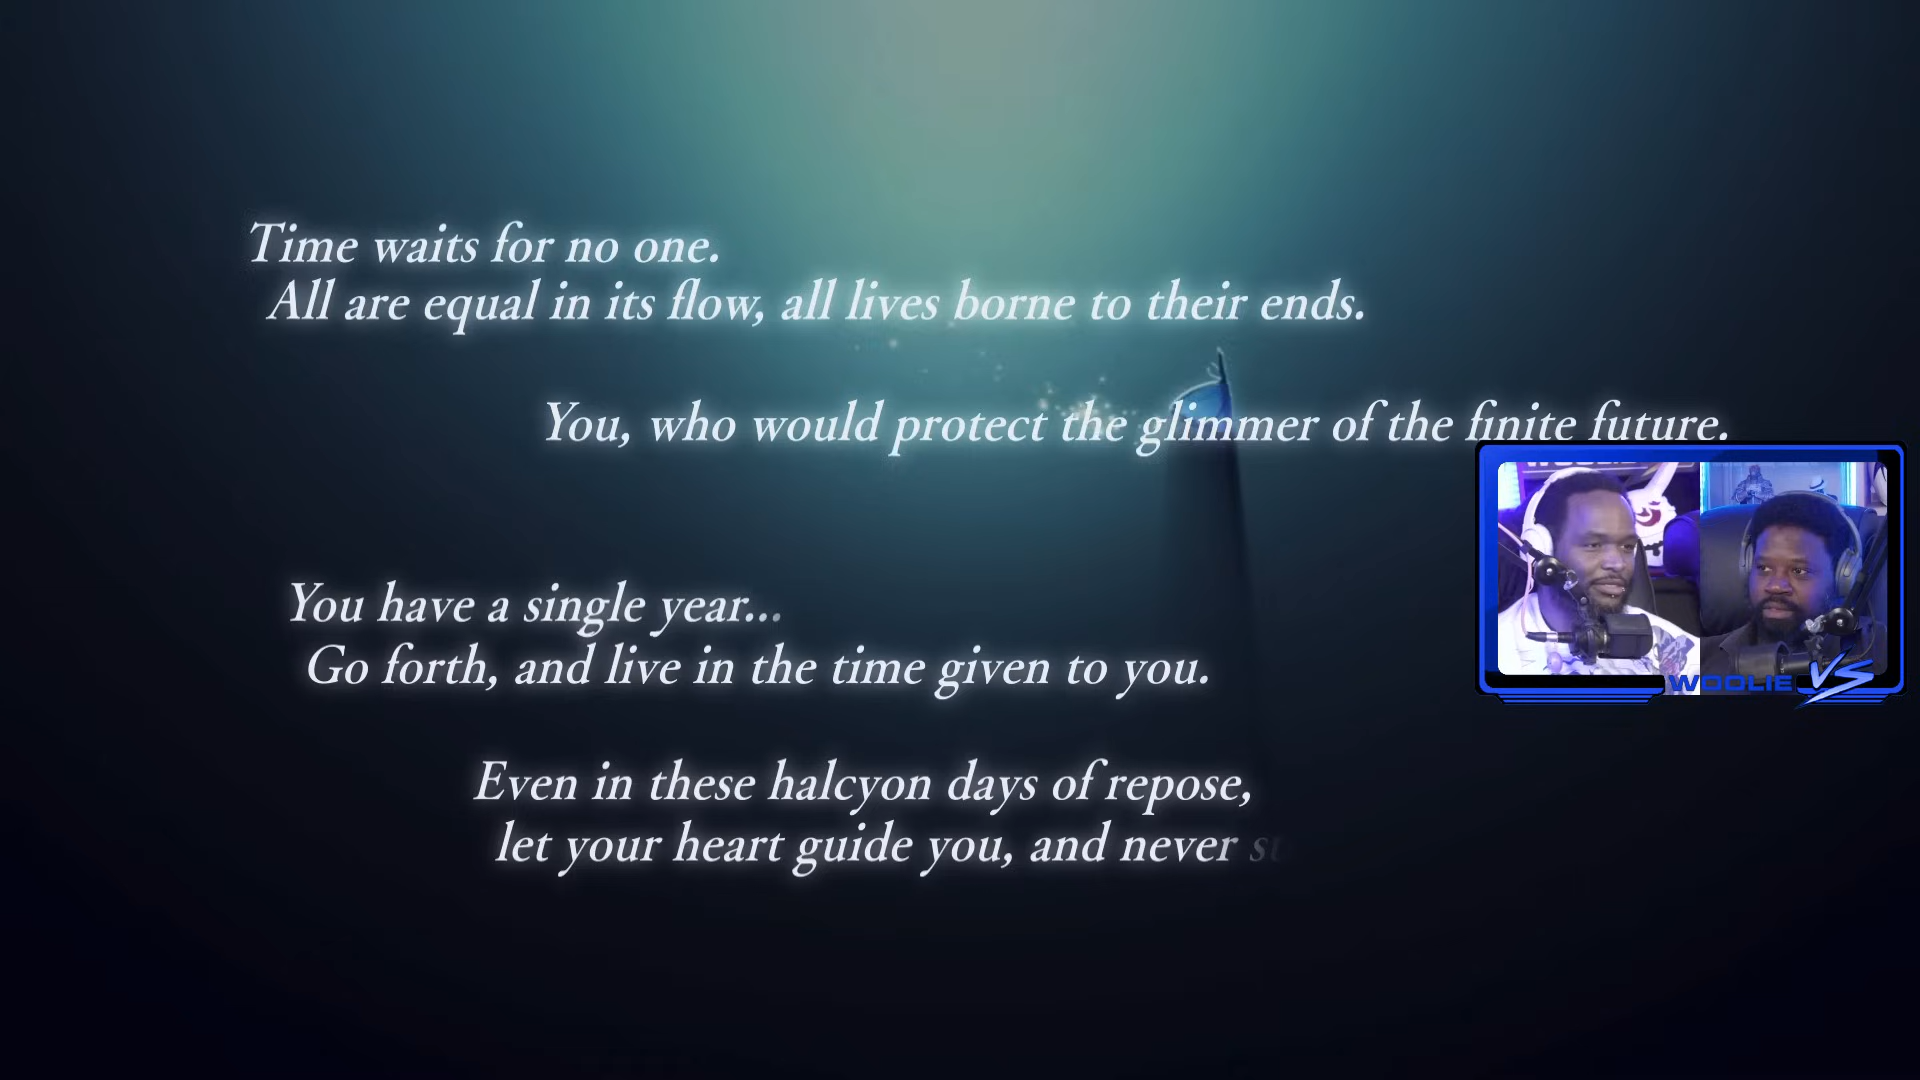 Time waits for no one.
All are equal in its flow, all lives borne to their ends.
You, who would protect the glimmer of the finite future.
You have a single year...
Go forth, and live in the time given to you.
Even in these halcyon days of repose,
let your heart guide you, and never
WOOLIE VS